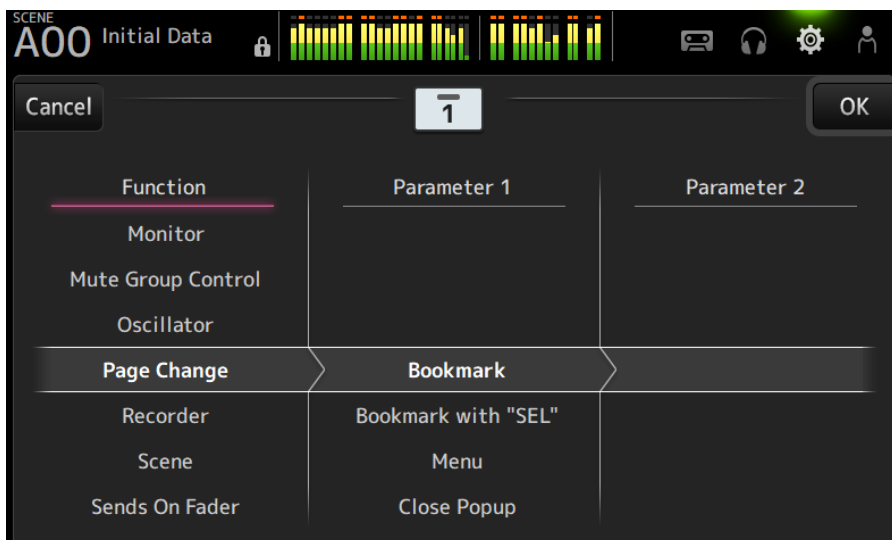 SCENE
A00 Initial Data
Cancel
1
OK
Function
Parameter 1
Parameter 2
Monitor
Mute Group Control
Oscillator
Page Change
Bookmark
Recorder
Bookmark with "SEL"
Scene
Menu
Sends On Fader
Close Popup